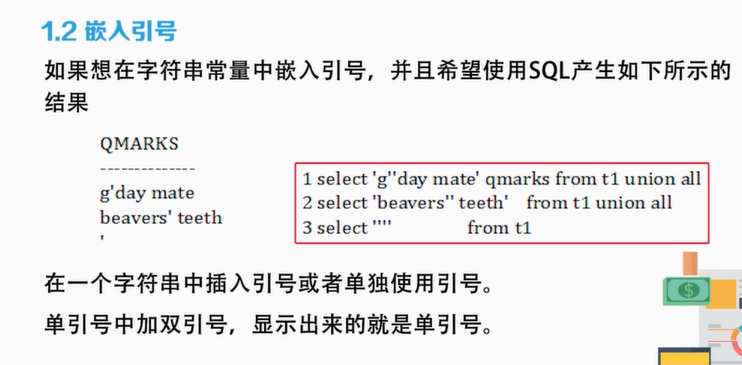 1.2 嵌入引号
如果想在字符串常量中嵌入引号，并且希望使用SQL产生如下所示的
结果
QMARKS
--------------
g'day mate
beavers' teeth
'
1 select 'g''day mate' qmarks from t1 union all
2 select 'beavers'' teeth' from t1 union all
3 select '''' from t1
在一个字符串中插入引号或者单独使用引号。
单引号中加双引号，显示出来的就是单引号。
$